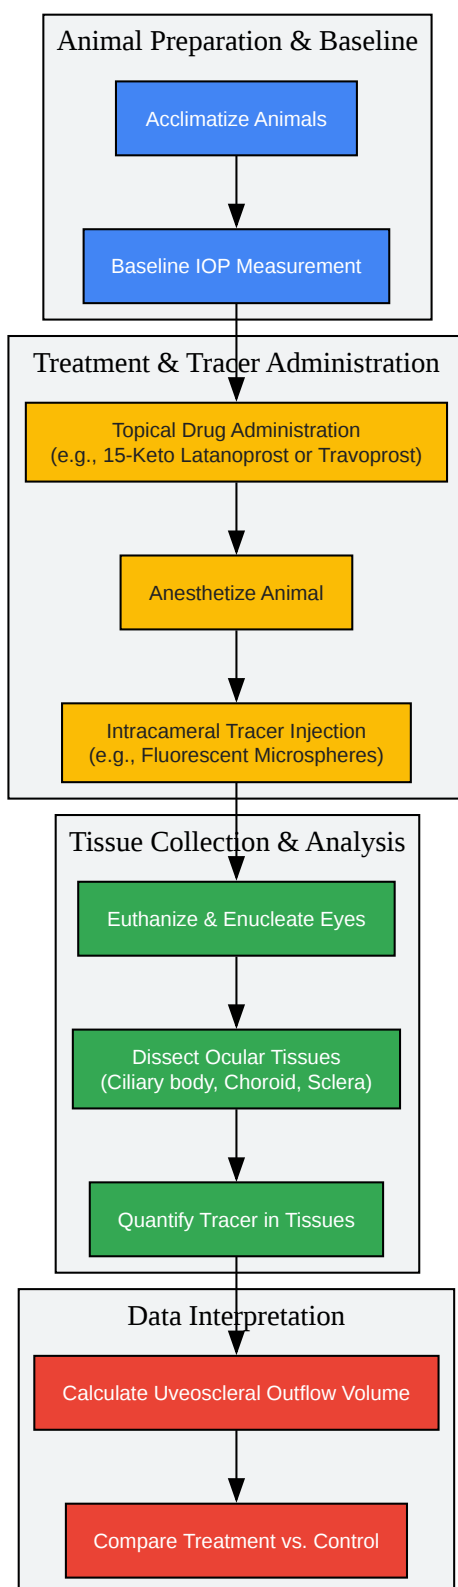 Animal Preparation & Baseline
Acclimatize Animals
Baseline IOP Measurement
Treatment & Tracer Administration
Topical Drug Administration
(e.g., 15-Keto Latanoprost or Travoprost)
Anesthetize Animal
Intracameral Tracer Injection
(e.g., Fluorescent Microspheres)
Tissue Collection & Analysis
Euthanize & Enucleate Eyes
Dissect Ocular Tissues
(Ciliary body, Choroid, Sclera)
Quantify Tracer in Tissues
Data Interpretation
Calculate Uveoscleral Outflow Volume
Compare Treatment vs. Control